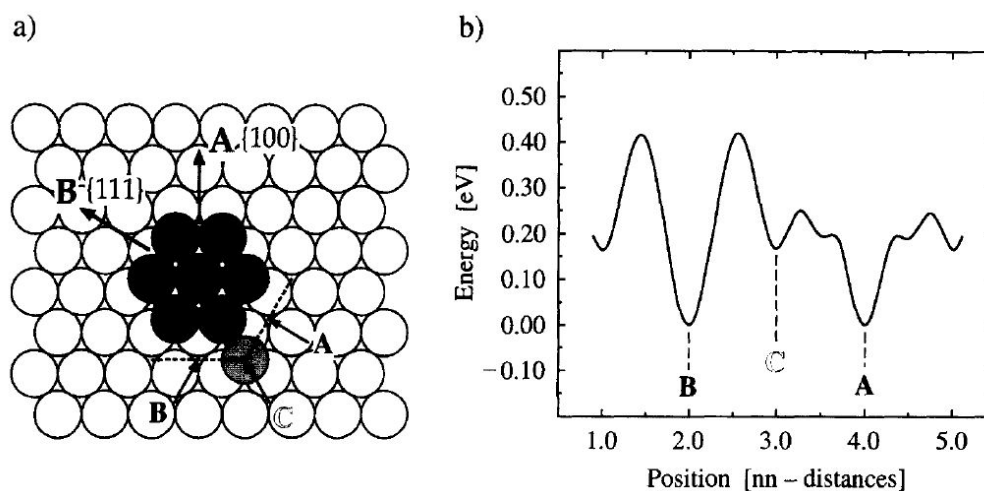 a)
A {100}
B {111}
A
B
C
b)
Energy [eV]
0.50
0.40
0.30
0.20
0.10
0.00
−0.10
B
C
A
1.0 2.0 3.0 4.0 5.0
Position [nn – distances]